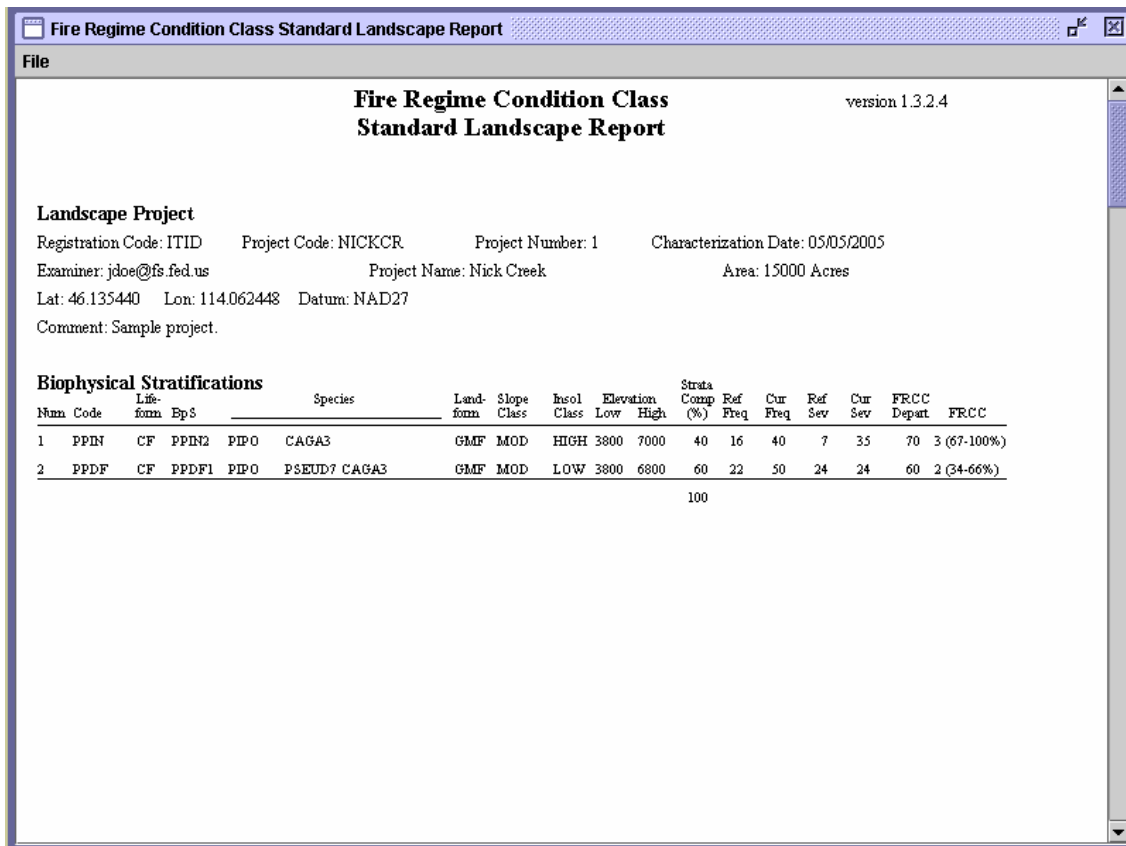 Fire Regime Condition Class Standard Landscape Report
File
Fire Regime Condition Class version 1.3.2.4
Standard Landscape Report
Landscape Project
Registration Code: ITID Project Code: NICKCR Project Number: 1 Characterization Date: 05/05/2005
Examiner: jdoe@fs.fed.us Project Name: Nick Creek Area: 15000 Acres
Lat: 46.135440 Lon: 114.062448 Datum: NAD27
Comment: Sample project.
Biophysical Stratifications Strata
Life- Species Land- Slope Insol Elevation Comp Ref Cur Ref Cur FRCC
Num Code form BpS form Class Class Low High (%) Freq Freq Sev Sev Depart FRCC
1 PPIN CF PPIN2 PIPO CAGA3 GMF MOD HIGH 3800 7000 40 16 40 7 35 70 3 (67-100%)
2 PPDF CF PPDF1 PIPO PSEUD7 CAGA3 GMF MOD LOW 3800 6800 60 22 50 24 24 60 2 (34-66%)
100